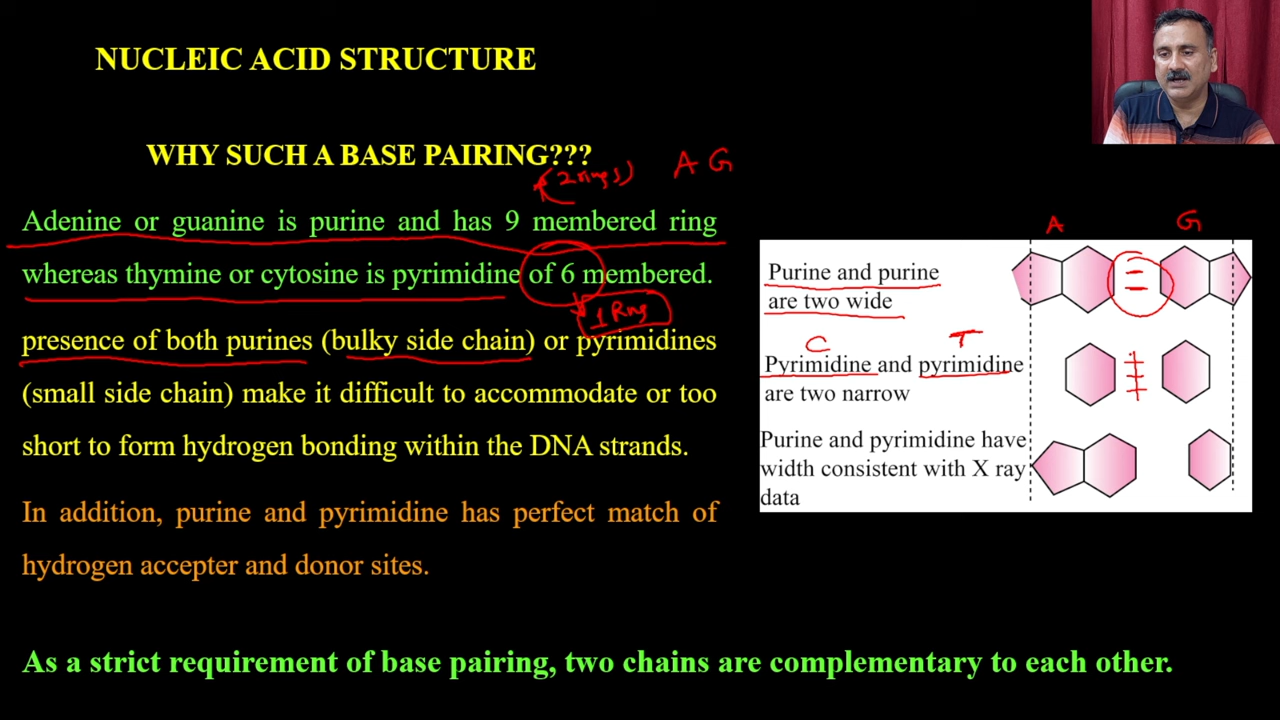 NUCLEIC ACID STRUCTURE
WHY SUCH A BASE PAIRING???
(2 rings)
A G
Adenine or guanine is purine and has 9 membered ring
whereas thymine or cytosine is pyrimidine of 6 membered.
1 Ring
presence of both purines (bulky side chain) or pyrimidines
(small side chain) make it difficult to accommodate or too
short to form hydrogen bonding within the DNA strands.
In addition, purine and pyrimidine has perfect match of
hydrogen accepter and donor sites.
A G
Purine and purine
are two wide
C T
Pyrimidine and pyrimidine
are two narrow
Purine and pyrimidine have
width consistent with X ray
data
As a strict requirement of base pairing, two chains are complementary to each other.